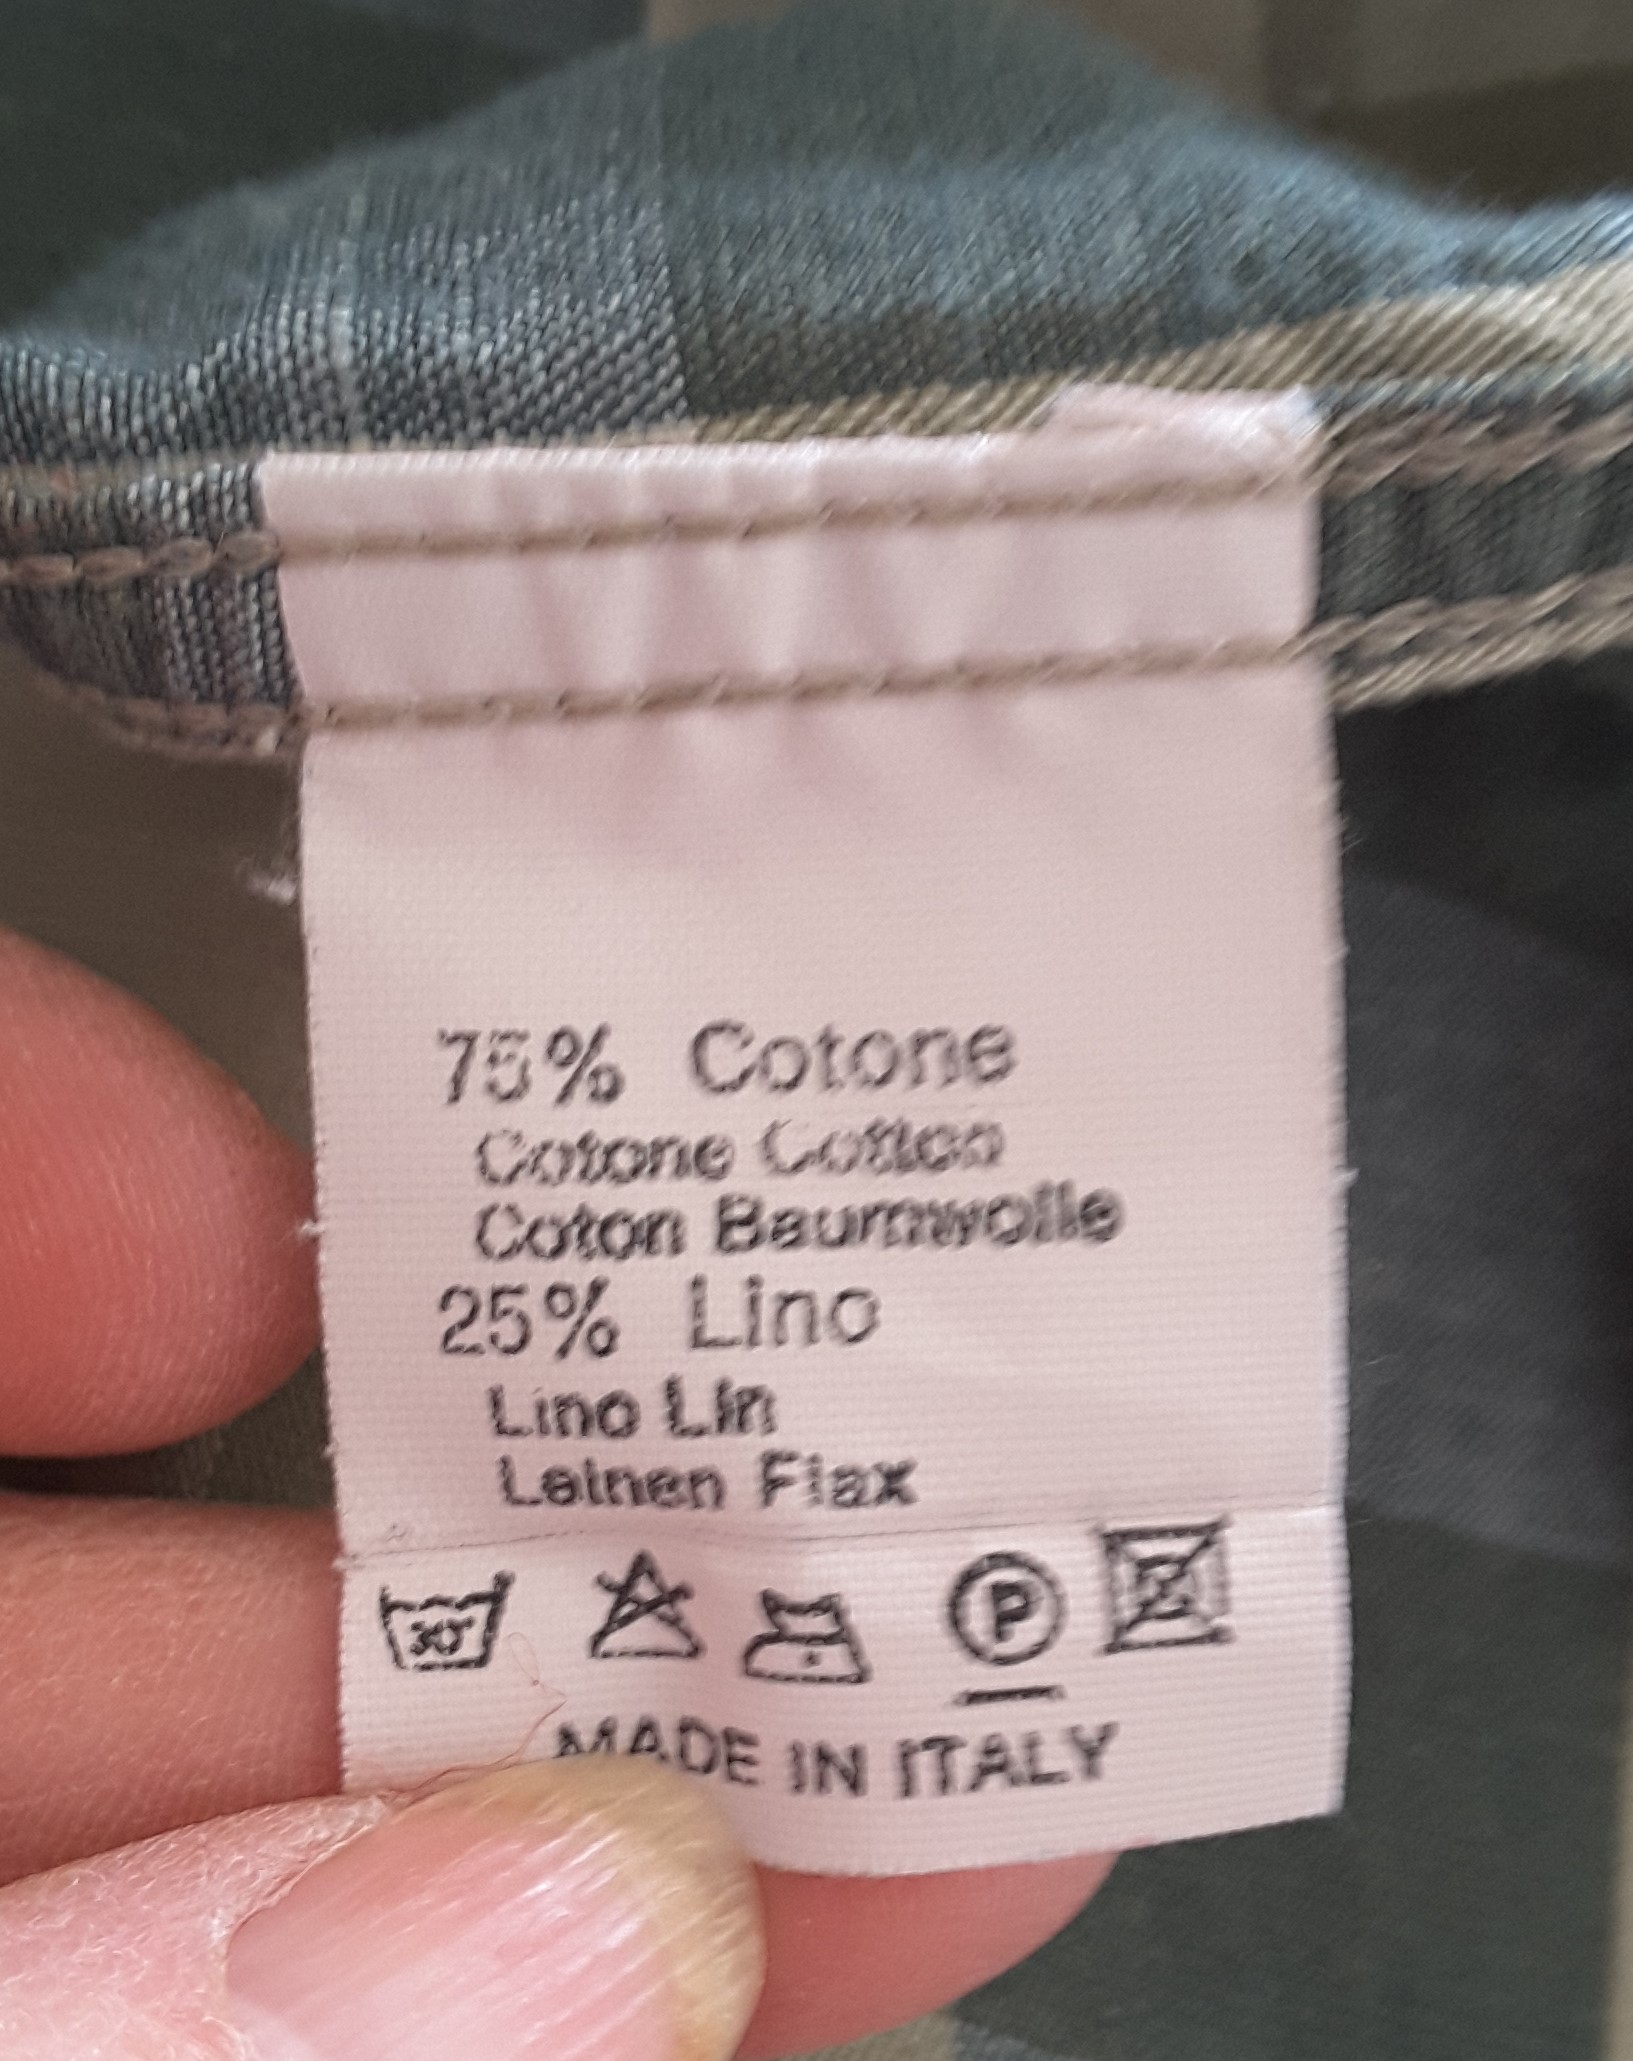 75% Cotone
Cotone Cotton
Coton Baumwolle
25% Lino
Lino Lin
Leinen Flax
30°
P
MADE IN ITALY